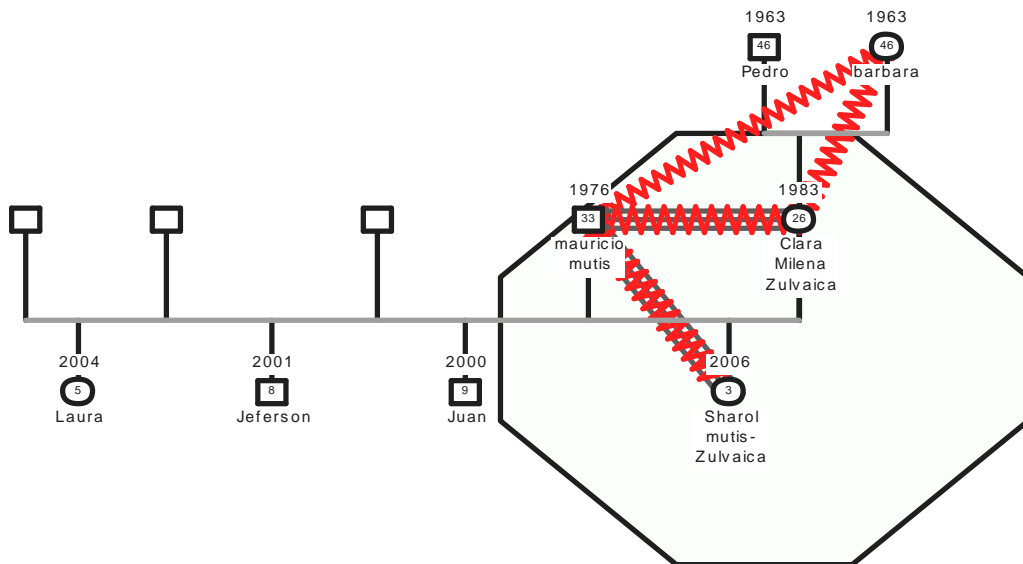 1963
1963
46
46
Pedro
barbara
1976
1983
33
26
mauricio
mutis
Clara
Milena
Zulvaica
2004
2001
2000
2006
5
8
9
3
Laura
Jeferson
Juan
Sharol
mutis-
Zulvaica